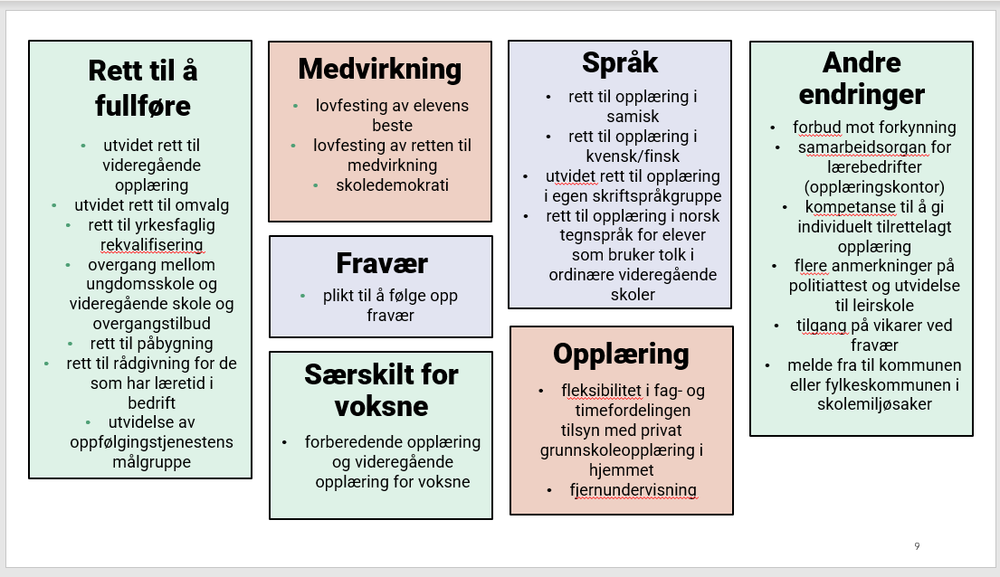 Rett til å
fullføre
• utvidet rett til
videregående
opplæring
• utvidet rett til omvalg
• rett til yrkesfaglig
rekvalifisering
• overgang mellom
ungdomsskole og
videregående skole og
overgangstilbud
• rett til påbygning
• rett til rådgivning for de
som har læretid i
bedrift
• utvidelse av
oppfølgingstjenestens
målgruppe
Medvirkning
• lovfesting av elevens
beste
• lovfesting av retten til
medvirkning
• skoledemokrati
Fravær
• plikt til å følge opp
fravær
Særskilt for
voksne
• forberedende opplæring
og videregående
opplæring for voksne
Språk
• rett til opplæring i
samisk
• rett til opplæring i
kvensk/finsk
• utvidet rett til opplæring
i egen skriftspråkgruppe
• rett til opplæring i norsk
tegnspråk for elever
som bruker tolk i
ordinære videregående
skoler
Opplæring
• fleksibilitet i fag- og
timefordelingen
tilsyn med privat
grunnskoleopplæring i
hjemmet
• fjernundervisning
Andre
endringer
• forbud mot forkynning
• samarbeidsorgan for
lærebedrifter
(opplæringskontor)
• kompetanse til å gi
individuelt tilrettelagt
opplæring
• flere anmerkninger på
politiattest og utvidelse
til leirskole
• tilgang på vikarer ved
fravær
• melde fra til kommunen
eller fylkeskommunen i
skolemiljøsaker
9